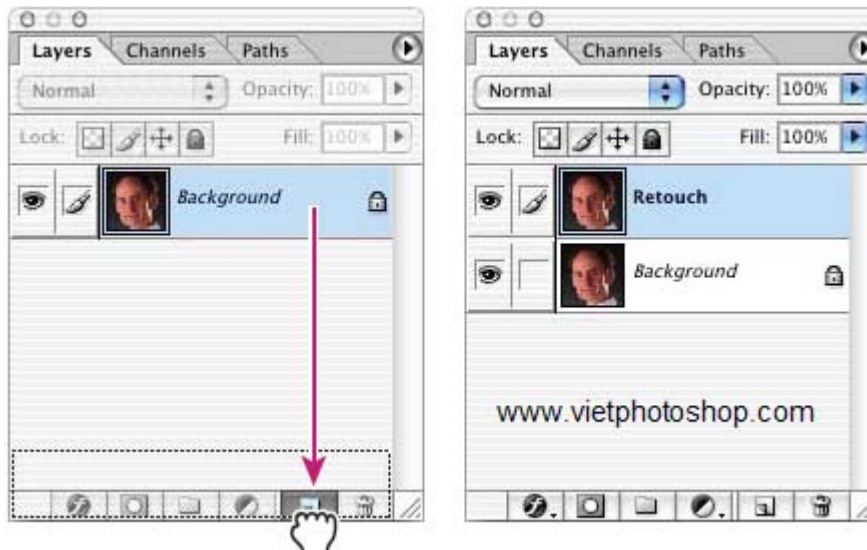 Layers Channels Paths
Normal Opacity: 100%
Lock: Fill: 100%
Background
Layers Channels Paths
Normal Opacity: 100%
Lock: Fill: 100%
Retouch
Background
www.vietphotoshop.com